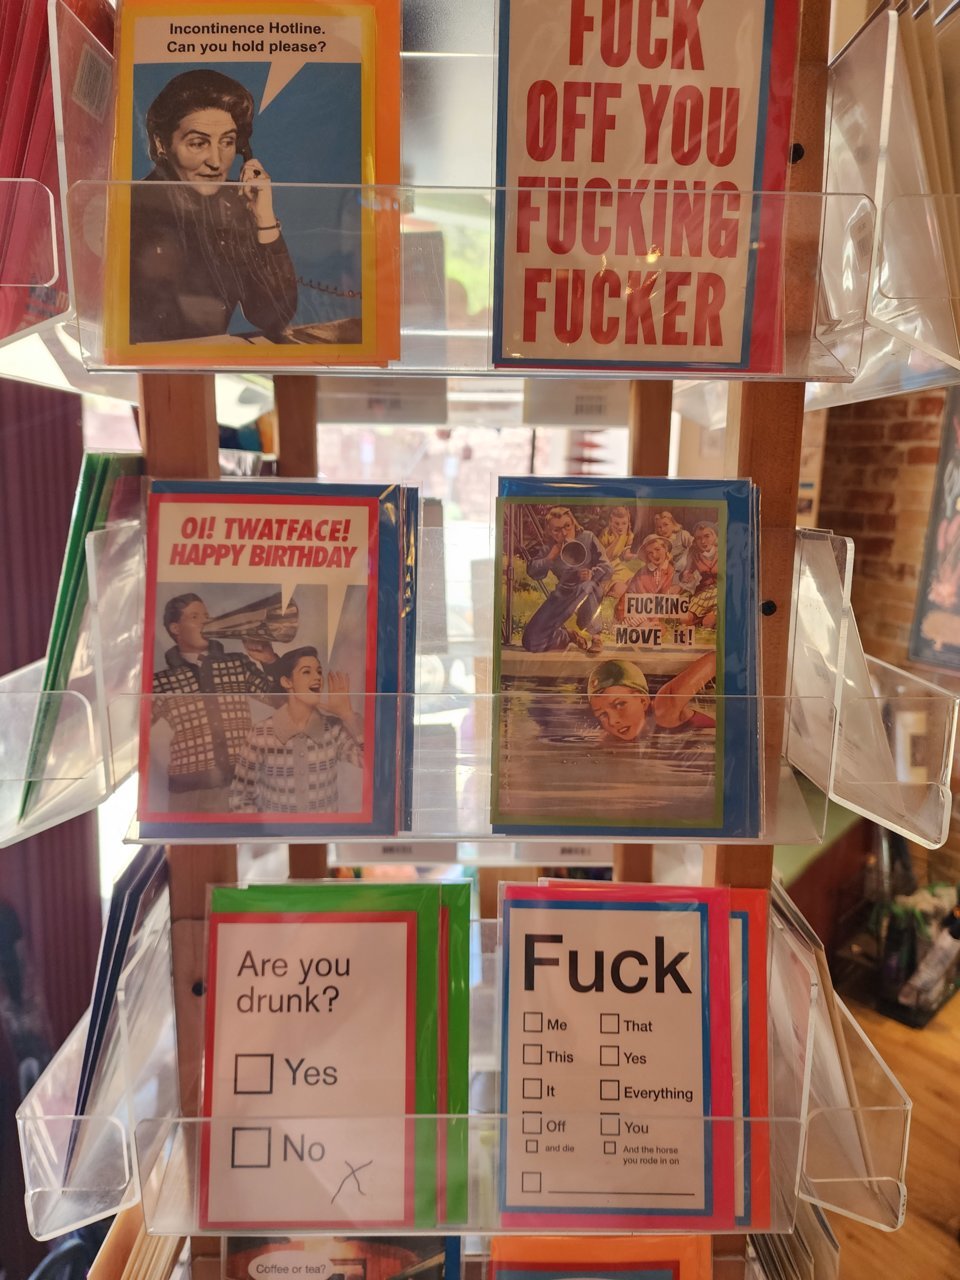 Incontinence Hotline.
Can you hold please?
FUCK
OFF YOU
FUCKING
FUCKER
OI! TWATFACE!
HAPPY BIRTHDAY
FUCKING
MOVE it!
Are you
drunk?
Yes
No
Fuck
Me
That
This
Yes
It
Everything
Off
You
and die
And the horse
you rode in on
Coffee or tea?